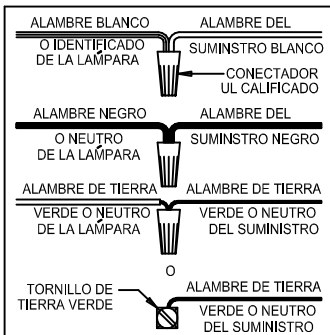 ALAMBRE BLANCO
O IDENTIFICADO
DE LA LAMPARA
ALAMBRE DEL
SUMINSTRO BLANCO
CONECTADOR
UL CALIFICADO
ALAMBRE NEGRO
O NEUTRO
DE LA LAMPARA
ALAMBRE DEL
SUMINSTRO NEGRO
ALAMBRE DE TIERRA
VERDE O NEUTRO
DE LA LAMPARA
ALAMBRE DE TIERRA
VERDE O NEUTRO
DEL SUMINISTRO
O
TORNILLO DE
TIERRA VERDE
ALAMBRE DE TIERRA
VERDE O NEUTRO
DEL SUMINISTRO